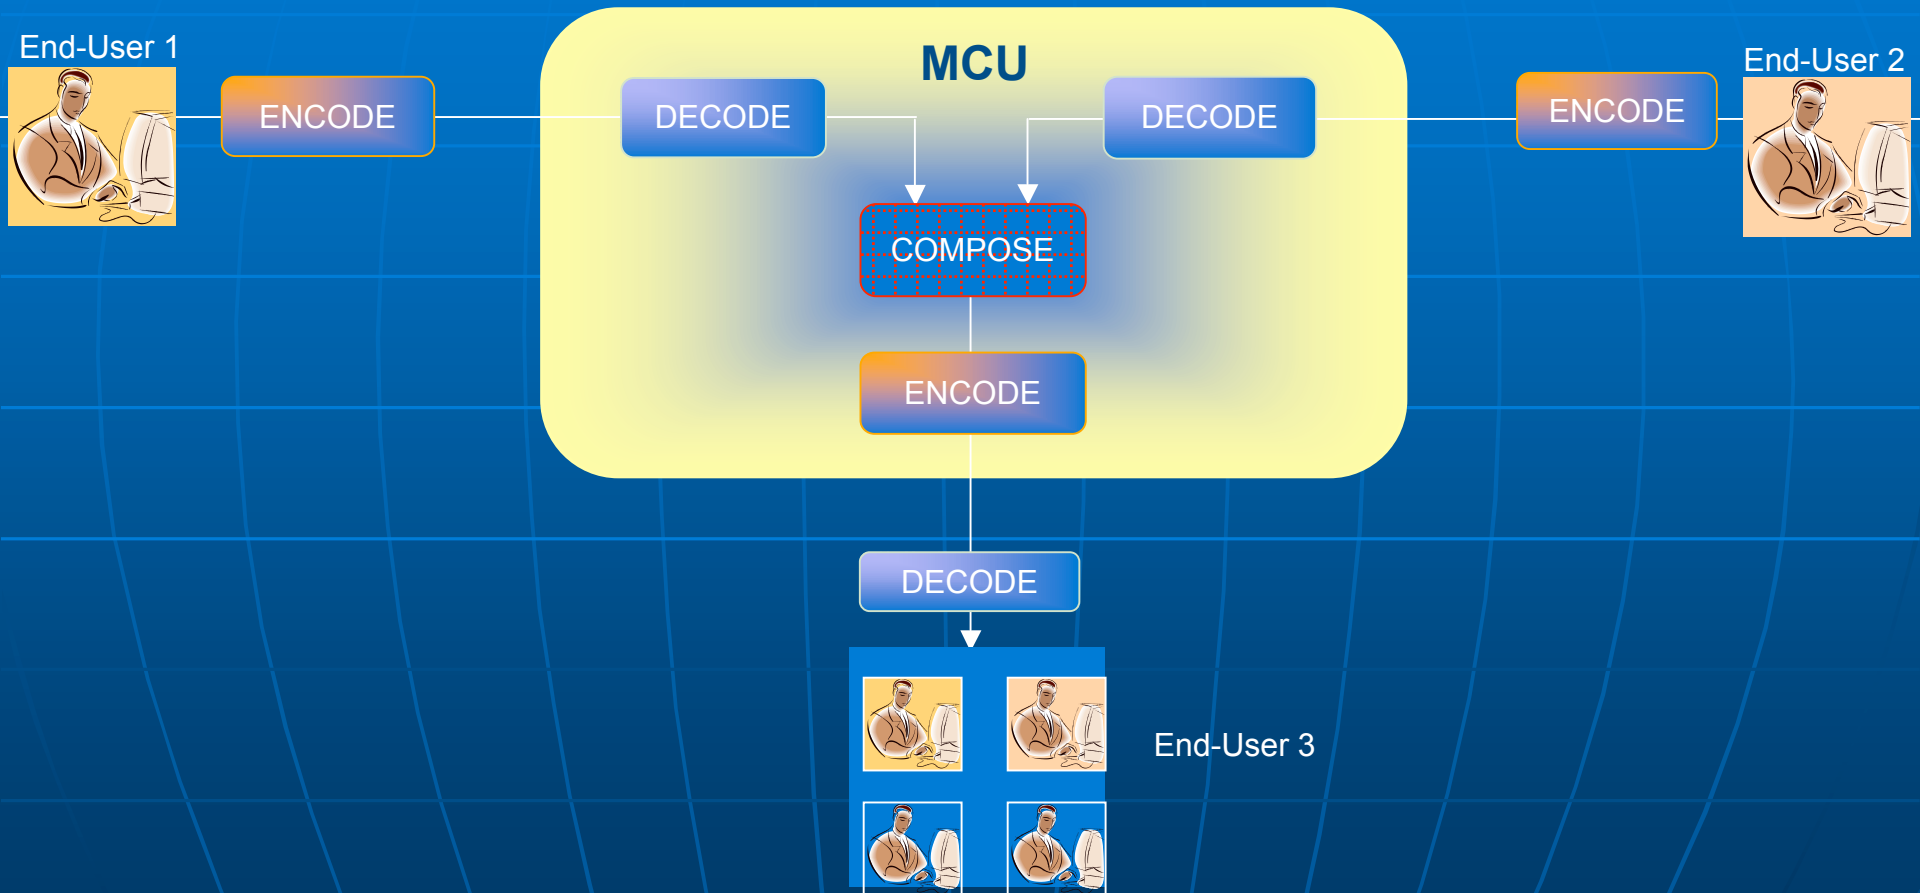 End-User 1
MCU
End-User 2
ENCODE
DECODE
DECODE
ENCODE
COMPOSE
ENCODE
DECODE
End-User 3